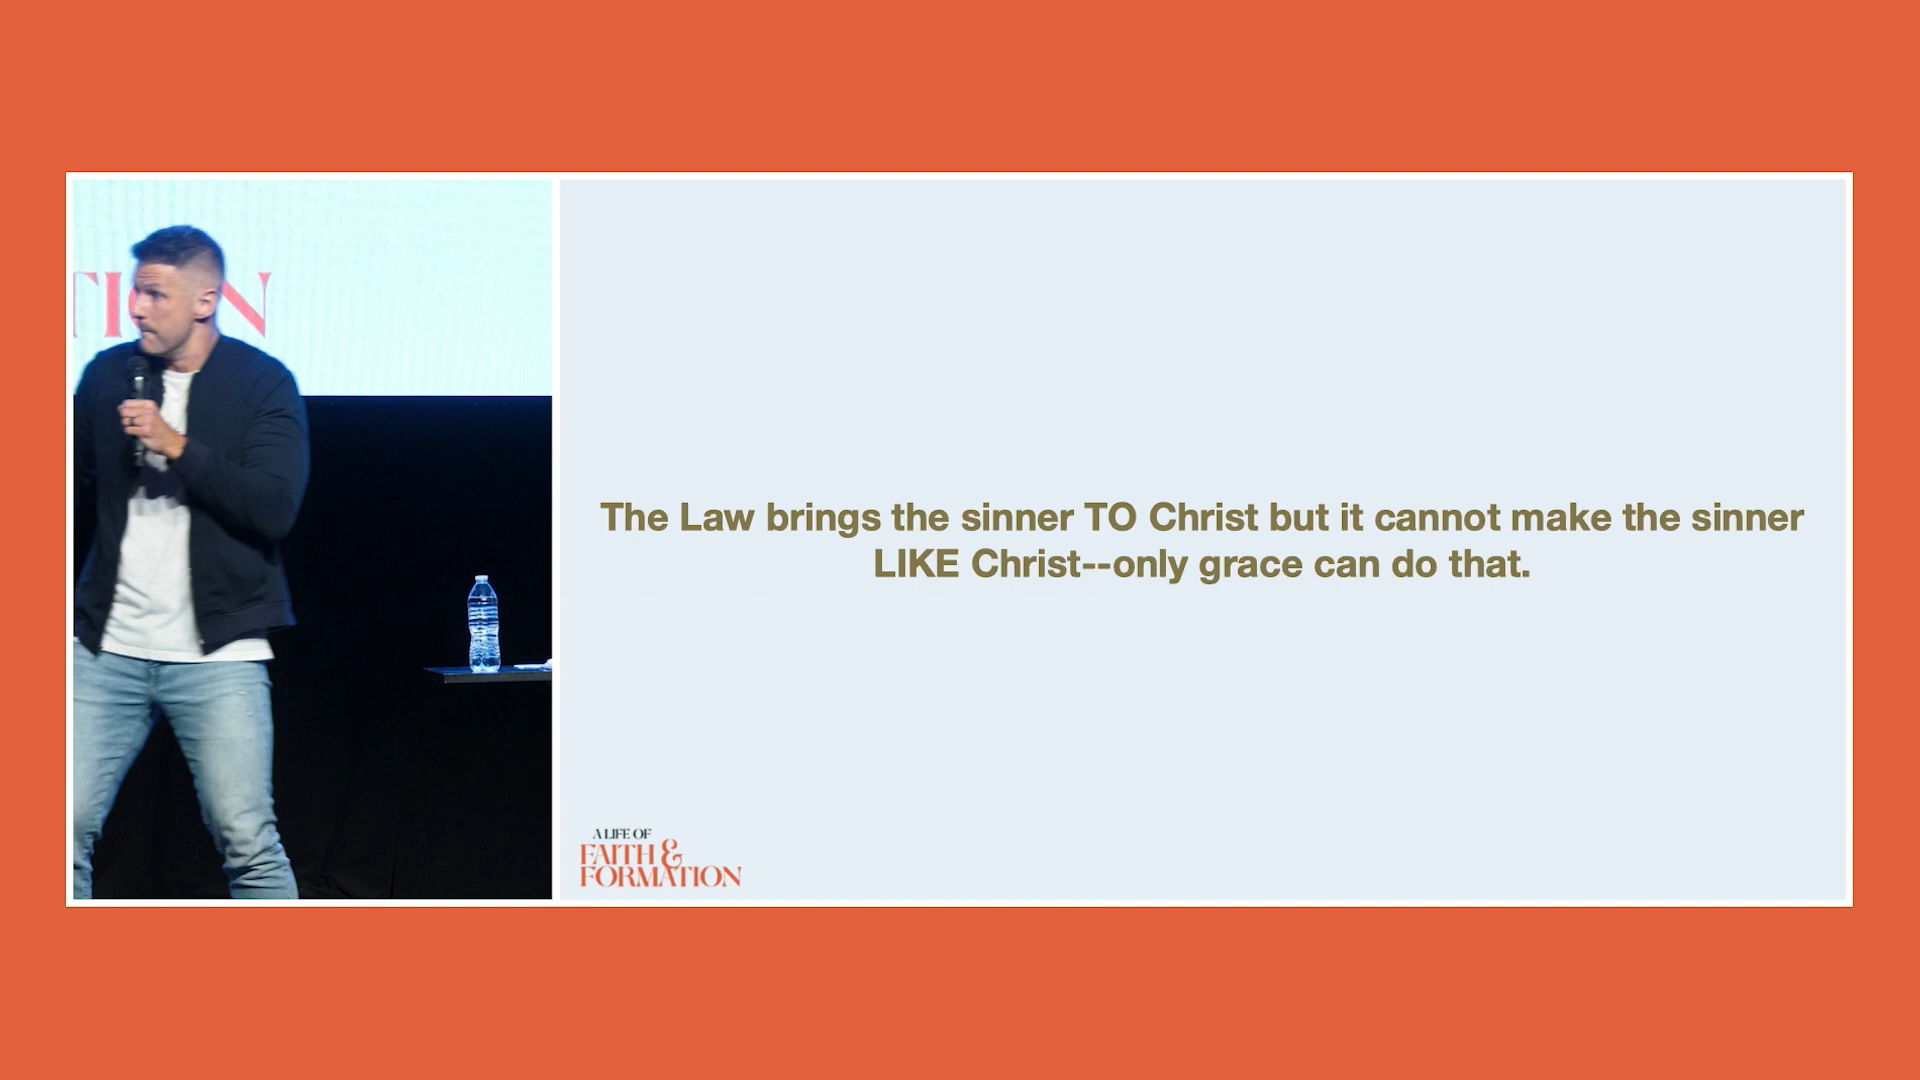 TION
The Law brings the sinner TO Christ but it cannot make the sinner
LIKE Christ--only grace can do that.
A LIFE OF
FAITH &
FORMATION